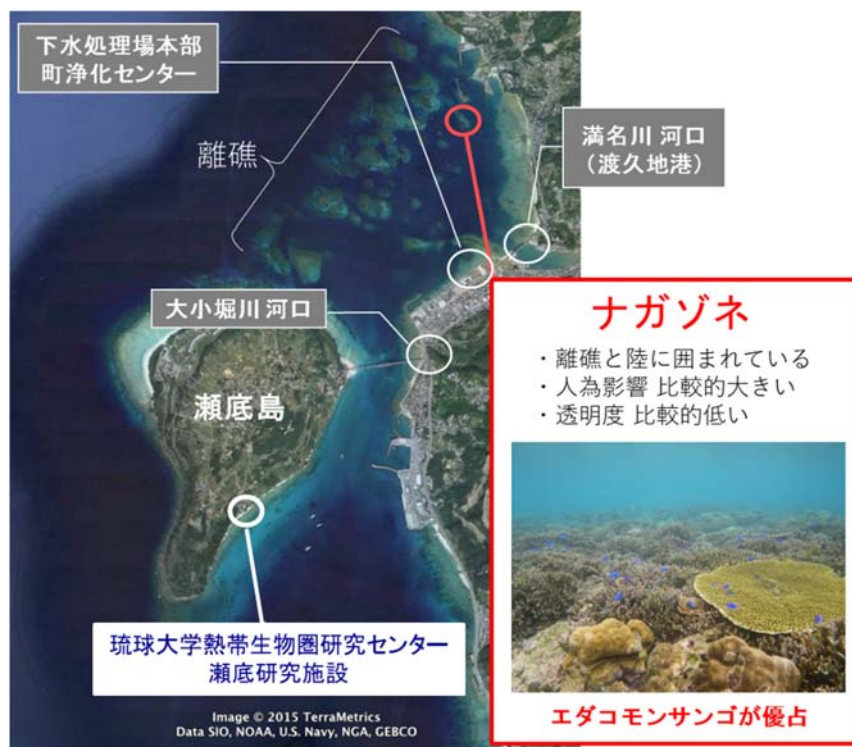 下水処理場本部
町浄化センター
離礁
満名川 河口
（渡久地港）
大小堀川 河口
瀬底島
琉球大学熱帯生物圏研究センター
瀬底研究施設
Image © 2015 TerraMetrics
Data SIO, NOAA, U.S. Navy, NGA, GEBCO
ナガゾネ
・離礁と陸に囲まれている
・人為影響 比較的大きい
・透明度 比較的低い
エダコモンサンゴが優占